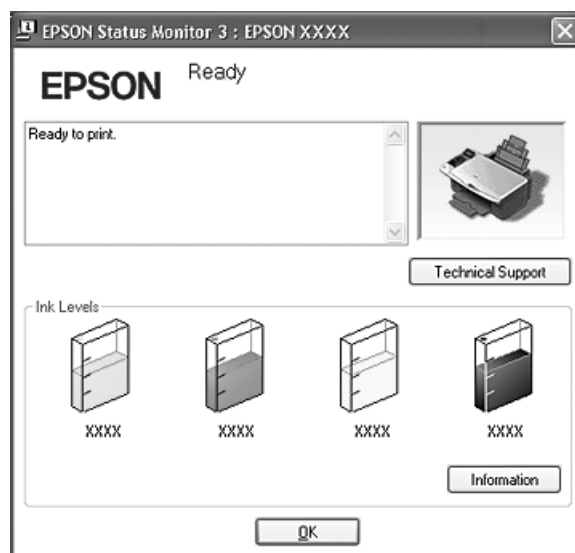 EPSON Status Monitor 3 : EPSON XXXX
EPSON
Ready
Ready to print.
Technical Support
Ink Levels
XXXX
XXXX
XXXX
XXXX
Information
OK